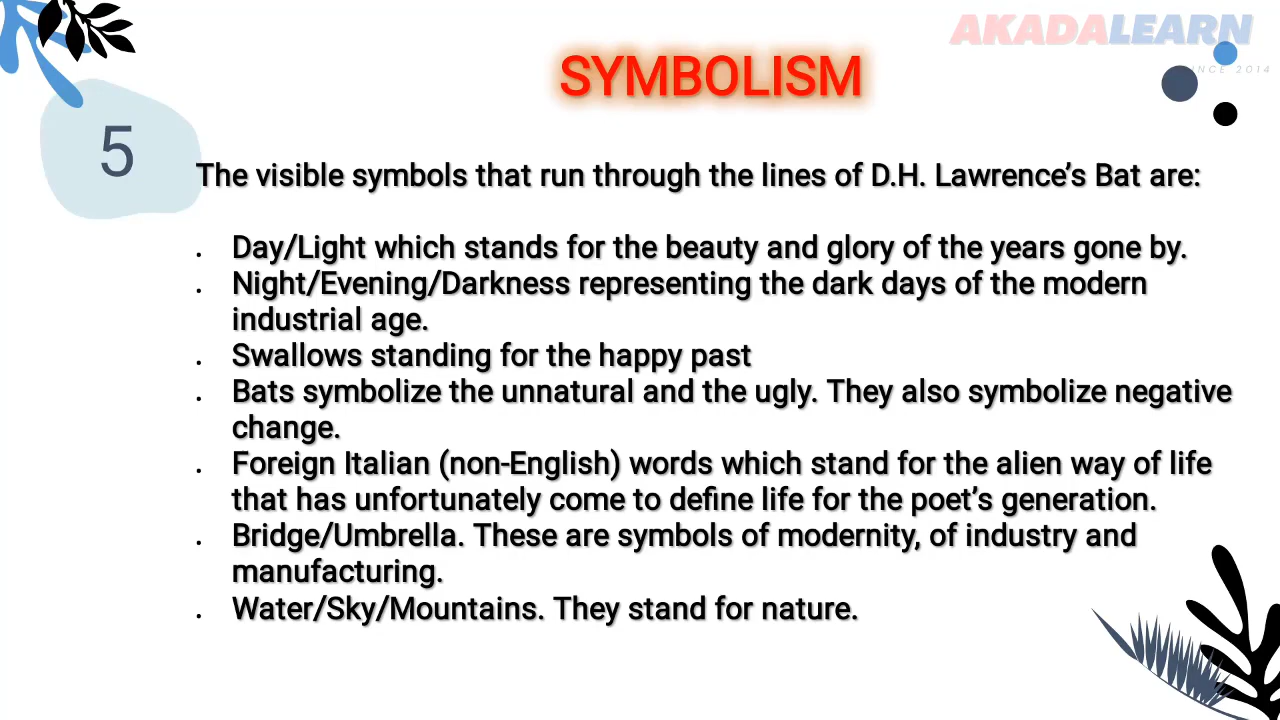 AKADALEARN
SINCE 2014
SYMBOLISM
5
The visible symbols that run through the lines of D.H. Lawrence’s Bat are:
• Day/Light which stands for the beauty and glory of the years gone by.
• Night/Evening/Darkness representing the dark days of the modern
industrial age.
• Swallows standing for the happy past
• Bats symbolize the unnatural and the ugly. They also symbolize negative
change.
• Foreign Italian (non-English) words which stand for the alien way of life
that has unfortunately come to define life for the poet’s generation.
• Bridge/Umbrella. These are symbols of modernity, of industry and
manufacturing.
• Water/Sky/Mountains. They stand for nature.